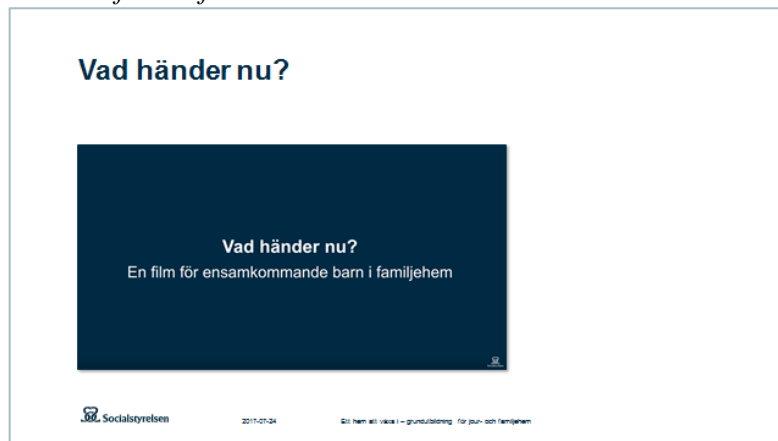 Vad händer nu?
Vad händer nu?
En film för ensamkommande barn i familjehem
Socialstyrelsen
2017-07-24
Ett hem att växa i – grundutbildning för jour- och familjehem